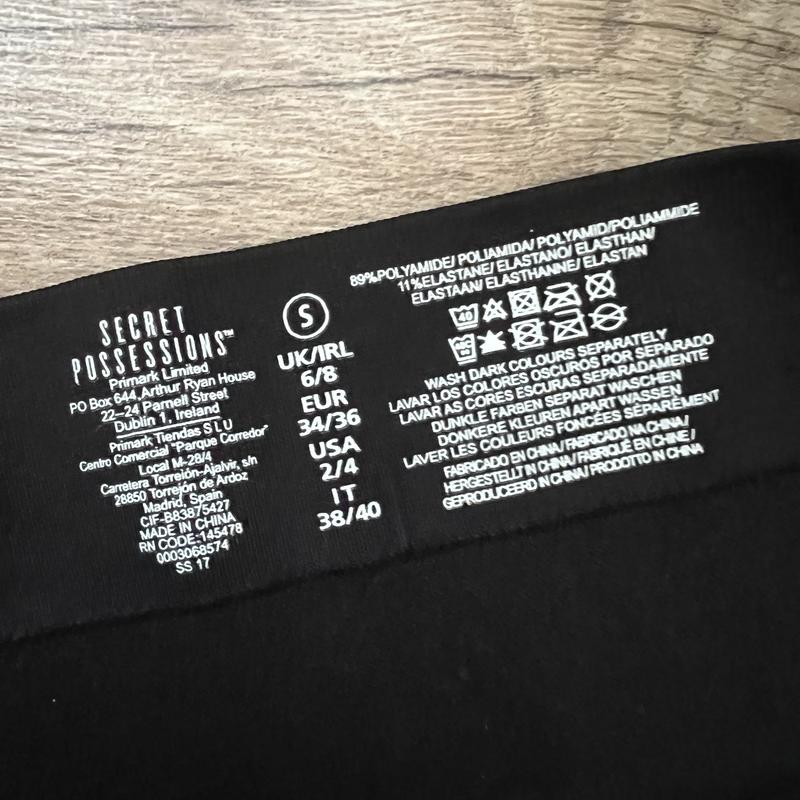 SECRET
POSSESSIONS™
Primark Limited
PO Box 644, Arthur Ryan House
22-24 Parnell Street
Dublin 1, Ireland
Primark Tiendas S L U
Centro Comercial "Parque Corredor"
Local M-28/4
Carretera Torrejón-Ajalvir, s/n
28850 Torrejón de Ardoz
Madrid, Spain
CIF-B83875427
MADE IN CHINA
RN CODE:145478
0003068574
SS 17
S
UK/IRL
6/8
EUR
34/36
USA
2/4
IT
38/40
89%POLYAMIDE/ POLIAMIDA/ POLYAMID/POLIAMMIDE
11%ELASTANE/ ELASTANO/ ELASTHAN/
ELASTAAN/ ELASTHANNE/ ELASTAN
40
WASH DARK COLOURS SEPARATELY
LAVAR LOS COLORES OSCUROS POR SEPARADO
LAVAR AS CORES ESCURAS SEPARADAMENTE
DUNKLE FARBEN SEPARAT WASCHEN
DONKERE KLEUREN APART WASSEN
LAVER LES COULEURS FONCÉES SÉPARÉMENT
FABRICADO EN CHINA/ FABRICADO NA CHINA/
HERGESTELLT IN CHINA/ FABRIQUÉ EN CHINE /
GEPRODUCEERD IN CHINA/ PRODOTTO IN CHINA